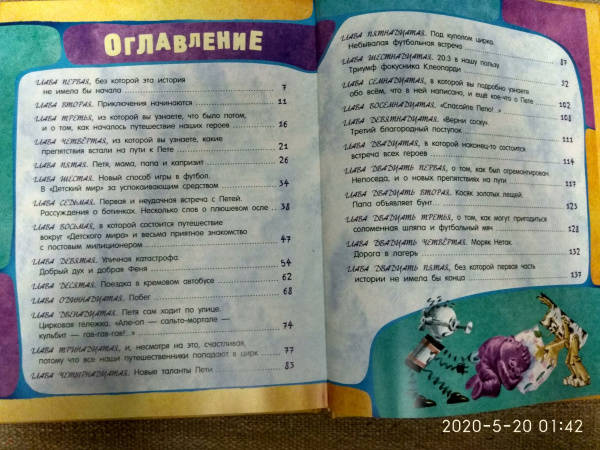 ОГЛАВЛЕНИЕ
ГЛАВА ПЕРВАЯ, без которой эта история
не имела бы начала 7
ГЛАВА ВТОРАЯ. Приключения начинаются 11
ГЛАВА ТРЕТЬЯ, из которой вы узнаете, что было потом,
и о том, как началось путешествие наших героев 16
ГЛАВА ЧЕТВЁРТАЯ, из которой вы узнаете, какие
препятствия встали на пути к Пете 21
ГЛАВА ПЯТАЯ. Петя, мама, папа и капризит 26
ГЛАВА ШЕСТАЯ. Новый способ игры в футбол.
В «Детский мир» за успокаивающим средством 34
ГЛАВА СЕДЬМАЯ. Первая и неудачная встреча с Петей.
Рассуждения о ботинках. Несколько слов о плюшевом осле 38
ГЛАВА ВОСЬМАЯ, в которой состоится путешествие
вокруг «Детского мира» и весьма приятное знакомство
с постовым милиционером 47
ГЛАВА ДЕВЯТАЯ. Уличная катастрофа.
Добрый дух и добрая Феня 54
ГЛАВА ДЕСЯТАЯ. Поездка в кремовом автобусе 62
ГЛАВА ОДИННАДЦАТАЯ. Побег 68
ГЛАВА ДВЕНАДЦАТАЯ. Петя сам ходит по улице.
Цирковая тележка. «Але-оп — сальто-мортале —
кульбит — гав-гав-гав!..» 74
ГЛАВА ТРИНАДЦАТАЯ, и, несмотря на это, счастливая,
потому что все наши путешественники попадают в цирк 77
ГЛАВА ЧЕТЫРНАДЦАТАЯ. Новые таланты Пети 83
ГЛАВА ПЯТНАДЦАТАЯ. Под куполом цирка.
Небывалая футбольная встреча 87
ГЛАВА ШЕСТНАДЦАТАЯ. 20:3 в нашу пользу
Триумф фокусника Клеопарди 92
ГЛАВА СЕМНАДЦАТАЯ, в которой вы подробно узнаете
обо всём, что в ней написано, и ещё кое-что о Пете 102
ГЛАВА ВОСЕМНАДЦАТАЯ. «Спасайте Пепо!..» 108
ГЛАВА ДЕВЯТНАДЦАТАЯ. «Верни соску».
Третий благородный поступок 111
ГЛАВА ДВАДЦАТАЯ, в которой наконец-то состоится
встреча всех героев 114
ГЛАВА ДВАДЦАТЬ ПЕРВАЯ, о том, как был отремонтирован
Непоседа, и о новых препятствиях на пути 117
ГЛАВА ДВАДЦАТЬ ВТОРАЯ. Косяк золотых лещей.
Папа объявляет бунт 123
ГЛАВА ДВАДЦАТЬ ТРЕТЬЯ, о том, как могут пригодиться
соломенная шляпа и футбольный мяч 128
ГЛАВА ДВАДЦАТЬ ЧЕТВЁРТАЯ. Моряк Нетак.
Дорога в лагерь 132
ГЛАВА ДВАДЦАТЬ ПЯТАЯ, без которой первая часть
истории не имела бы конца 137
2020-5-20 01:42